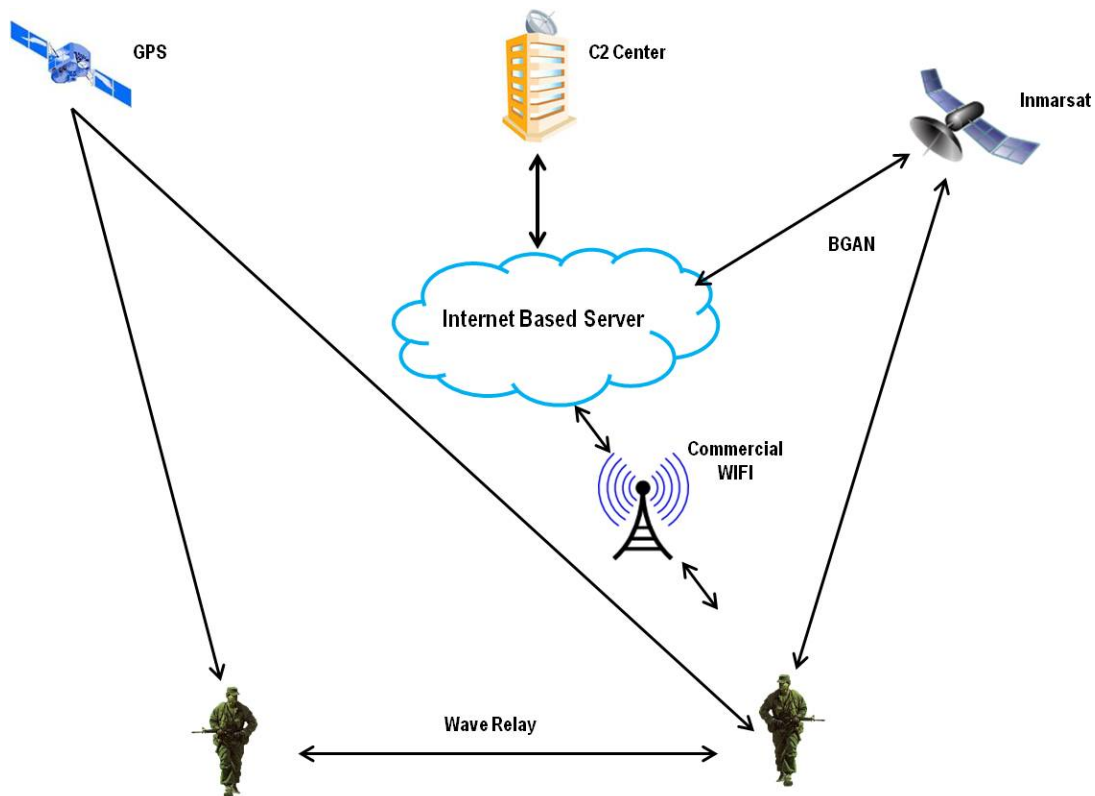 GPS
C2 Center
Inmarsat
BGAN
Internet Based Server
Commercial
WIFI
Wave Relay